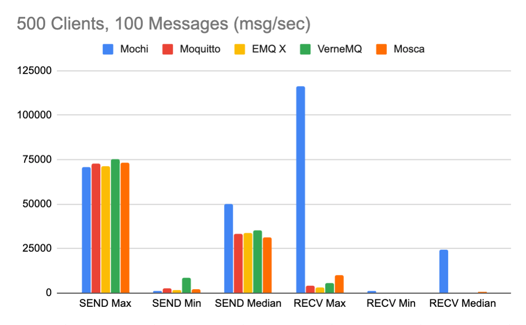 500 Clients, 100 Messages (msg/sec)
Mochi Moquitto EMQ X VerneMQ Mosca
125000
100000
75000
50000
25000
0
SEND Max SEND Min SEND Median RECV Max RECV Min RECV Median